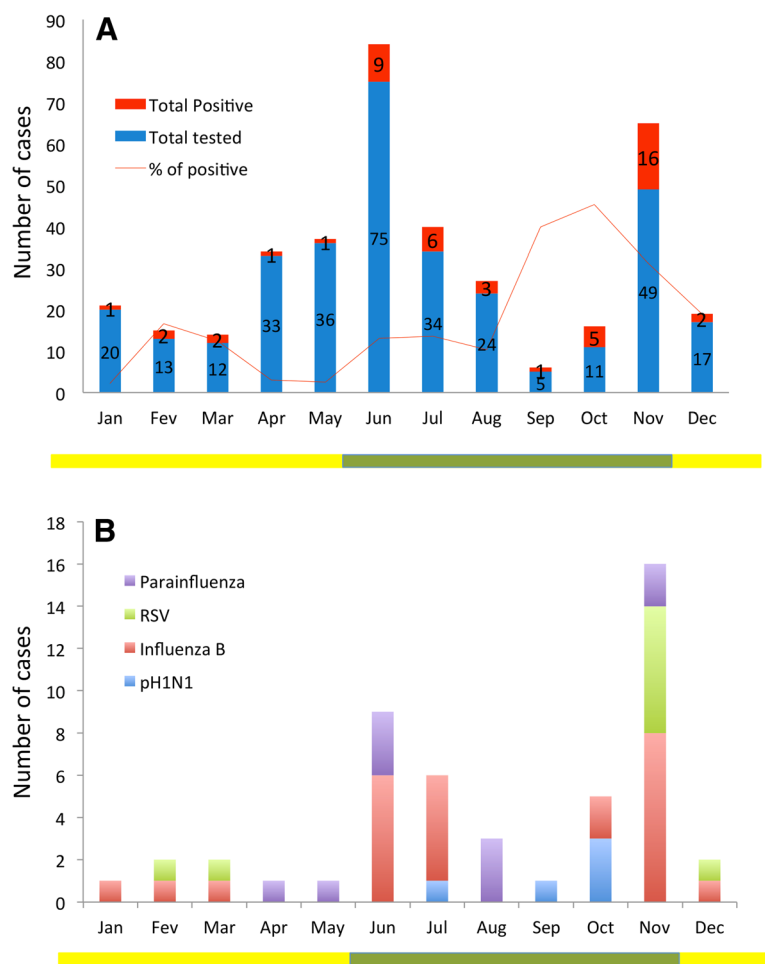 A
90
80
70
60
50
40
30
20
10
0
Number of cases
Total Positive
Total tested
% of positive
1 2 2 1 1 9 6 3 1 5 16 2
20 13 12 33 36 75 34 24 5 11 49 17
Jan Fev Mar Apr May Jun Jul Aug Sep Oct Nov Dec
B
18
16
14
12
10
8
6
4
2
0
Number of cases
Parainfluenza
RSV
Influenza B
pH1N1
Jan Fev Mar Apr May Jun Jul Aug Sep Oct Nov Dec